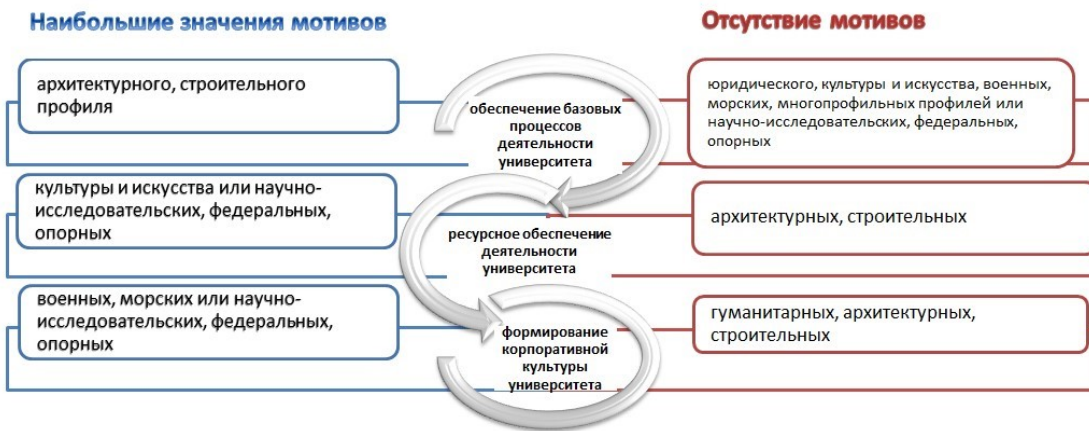 Наибольшие значения мотивов
Отсутствие мотивов
архитектурного, строительного
профиля
обеспечение базовых
процессов
деятельности
университета
юридического, культуры и искусства, военных,
морских, многопрофильных профилей или
научно-исследовательских, федеральных,
опорных
культуры и искусства или научно-
исследовательских, федеральных,
опорных
ресурсное обеспечение
деятельности
университета
архитектурных, строительных
военных, морских или научно-
исследовательских, федеральных,
опорных
формирование
корпоративной
культуры
университета
гуманитарных, архитектурных,
строительных